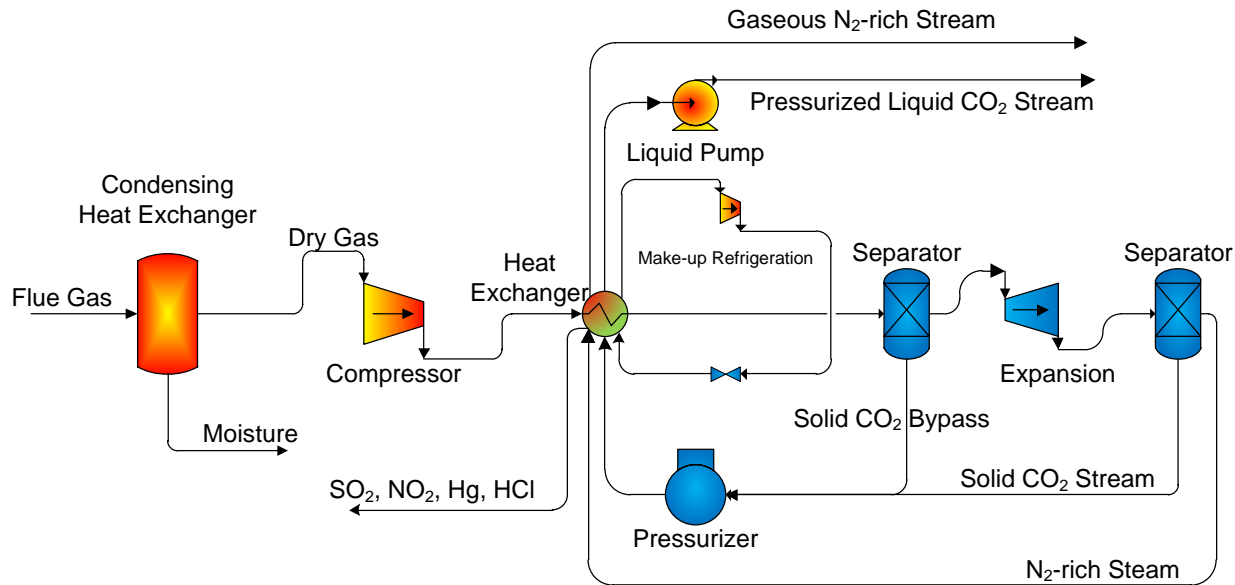 Gaseous N₂-rich Stream
Pressurized Liquid CO₂ Stream
Liquid Pump
Condensing
Heat Exchanger
Dry Gas
Heat
Exchanger
Make-up Refrigeration
Separator
Separator
Flue Gas
Compressor
Expansion
Moisture
Solid CO₂ Bypass
SO₂, NO₂, Hg, HCl
Solid CO₂ Stream
Pressurizer
N₂-rich Steam